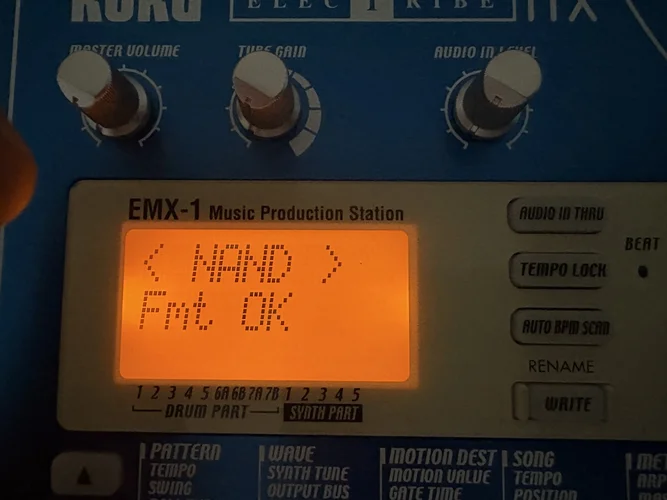 KORG ELECTRIBE MX
MASTER VOLUME TUBE GAIN AUDIO IN LEVEL
EMX-1 Music Production Station
< NAND >
Fmt OK
1 2 3 4 5 6A 6B 7A 7B 1 2 3 4 5
DRUM PART SYNTH PART
AUDIO IN THRU
BEAT
TEMPO LOCK
AUTO BPM SCAN
RENAME
WRITE
PATTERN
TEMPO
SWING
WAVE
SYNTH TUNE
OUTPUT BUS
MOTION DEST
MOTION VALUE
GATE TIME
SONG
TEMPO
POSITION